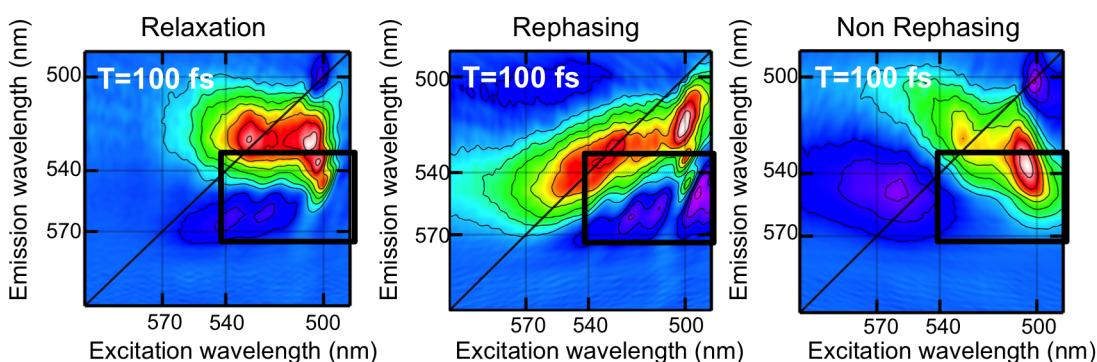 Relaxation
Rephasing
Non Rephasing
Emission wavelength (nm)
500
540
570
T=100 fs
570
540
500
Excitation wavelength (nm)
Emission wavelength (nm)
500
540
570
T=100 fs
570
540
500
Excitation wavelength (nm)
Emission wavelength (nm)
500
540
570
T=100 fs
570
540
500
Excitation wavelength (nm)